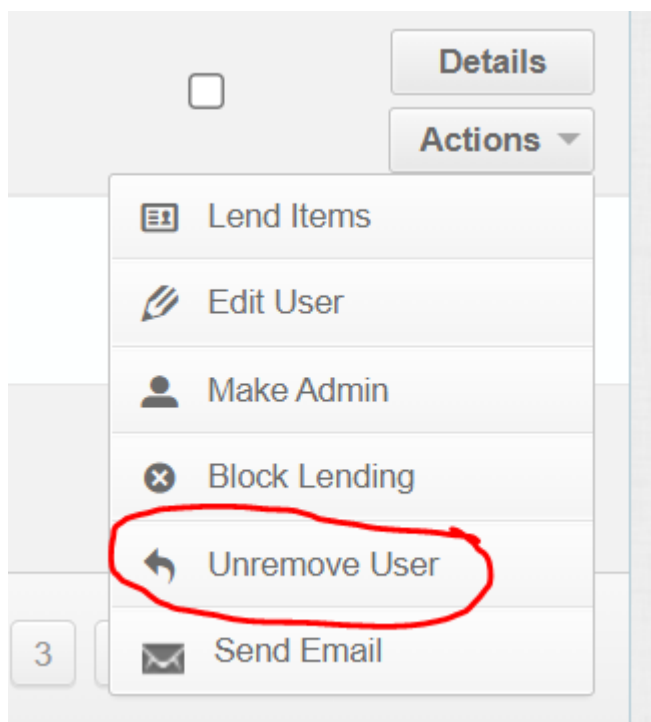 Details
Actions
Lend Items
Edit User
Make Admin
Block Lending
Unremove User
3
Send Email